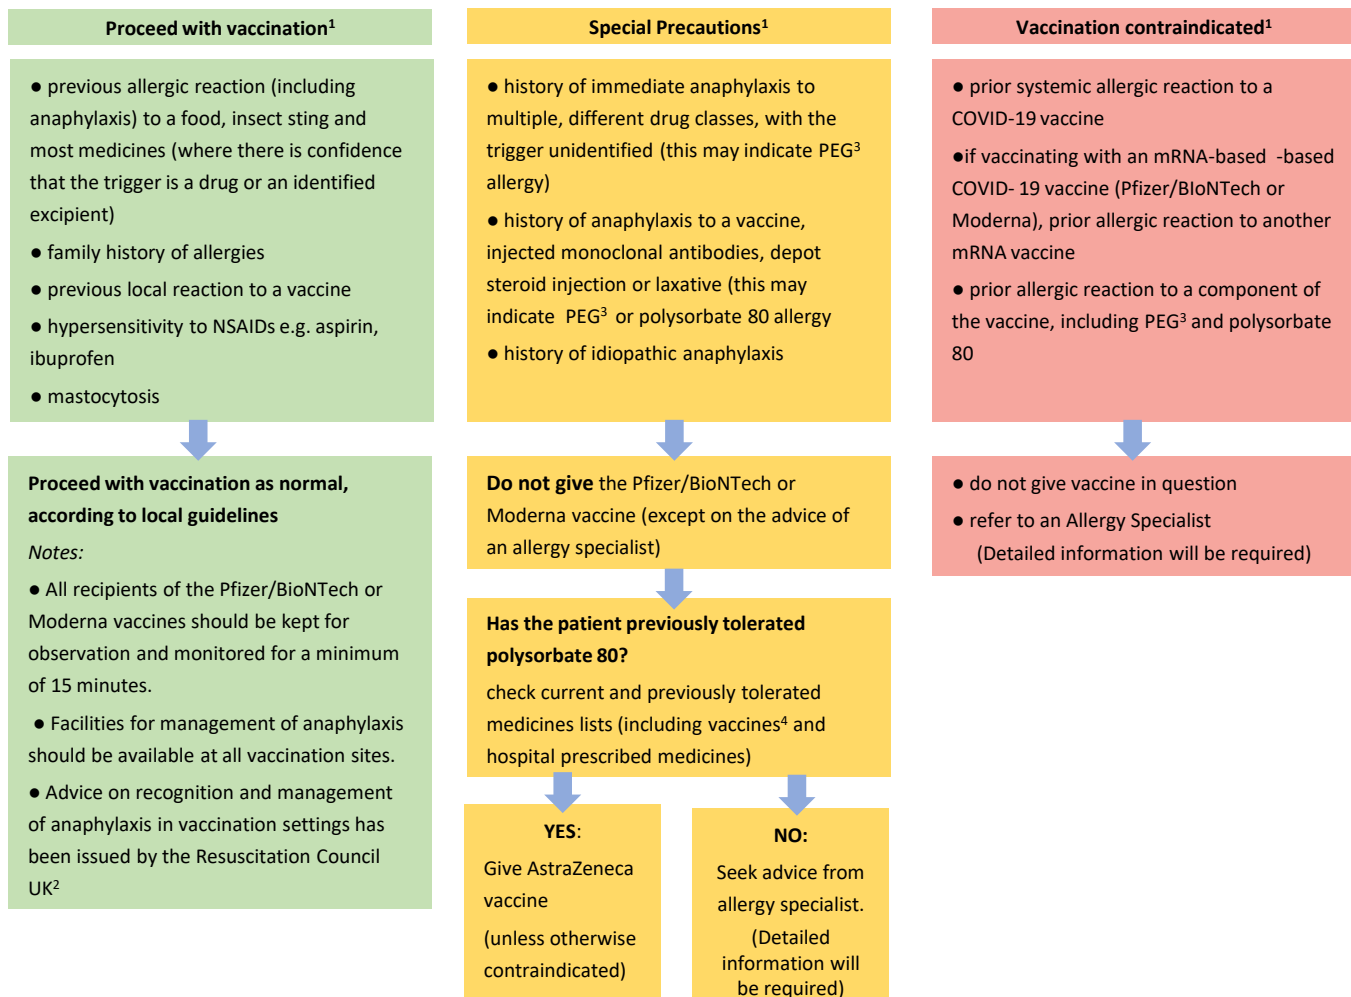 Proceed with vaccination1
● previous allergic reaction (including
anaphylaxis) to a food, insect sting and
most medicines (where there is confidence
that the trigger is a drug or an identified
excipient)
● family history of allergies
● previous local reaction to a vaccine
● hypersensitivity to NSAIDs e.g. aspirin,
ibuprofen
● mastocytosis
Proceed with vaccination as normal,
according to local guidelines
Notes:
● All recipients of the Pfizer/BioNTech or
Moderna vaccines should be kept for
observation and monitored for a minimum
of 15 minutes.
● Facilities for management of anaphylaxis
should be available at all vaccination sites.
● Advice on recognition and management
of anaphylaxis in vaccination settings has
been issued by the Resuscitation Council
UK2
Special Precautions1
● history of immediate anaphylaxis to
multiple, different drug classes, with the
trigger unidentified (this may indicate PEG3
allergy)
● history of anaphylaxis to a vaccine,
injected monoclonal antibodies, depot
steroid injection or laxative (this may
indicate PEG3 or polysorbate 80 allergy
● history of idiopathic anaphylaxis
Do not give the Pfizer/BioNTech or
Moderna vaccine (except on the advice of
an allergy specialist)
Has the patient previously tolerated
polysorbate 80?
check current and previously tolerated
medicines lists (including vaccines4 and
hospital prescribed medicines)
YES:
Give AstraZeneca
vaccine
(unless otherwise
contraindicated)
NO:
Seek advice from
allergy specialist.
(Detailed
information will
be required)
Vaccination contraindicated1
● prior systemic allergic reaction to a
COVID-19 vaccine
●if vaccinating with an mRNA-based -based
COVID- 19 vaccine (Pfizer/BIoNTech or
Moderna), prior allergic reaction to another
mRNA vaccine
● prior allergic reaction to a component of
the vaccine, including PEG3 and polysorbate
80
● do not give vaccine in question
● refer to an Allergy Specialist
(Detailed information will be required)